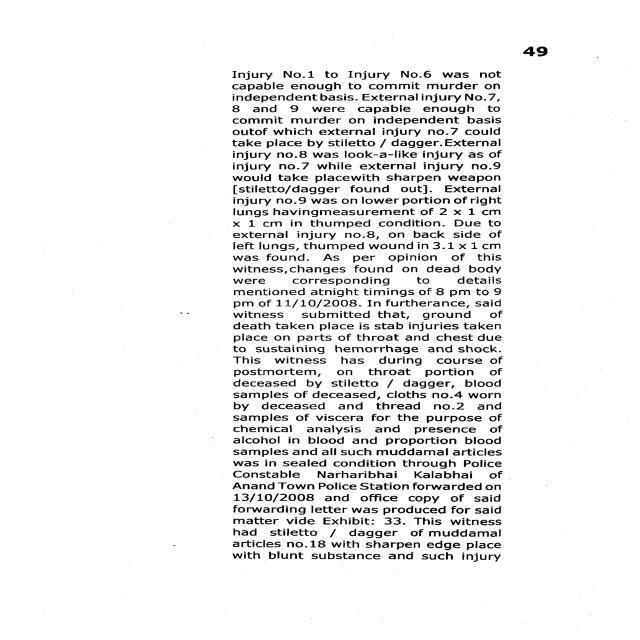 49
Injury No.1 to Injury No.6 was not
capable enough to commit murder on
independent basis. External injury No.7,
8 and 9 were capable enough to
commit murder on independent basis
outof which external injury no.7 could
take place by stiletto / dagger.External
injury no.8 was look-a-like injury as of
injury no.7 while external injury no.9
would take placewith sharpen weapon
[stiletto/dagger found out]. External
injury no.9 was on lower portion of right
lungs havingmeasurement of 2 x 1 cm
x 1 cm in thumped condition. Due to
external injury no.8, on back side of
left lungs, thumped wound in 3.1 x 1 cm
was found. As per opinion of this
witness,changes found on dead body
were corresponding to details
mentioned atnight timings of 8 pm to 9
pm of 11/10/2008. In furtherance, said
witness submitted that, ground of
death taken place is stab injuries taken
place on parts of throat and chest due
to sustaining hemorrhage and shock.
This witness has during course of
postmortem, on throat portion of
deceased by stiletto / dagger, blood
samples of deceased, cloths no.4 worn
by deceased and thread no.2 and
samples of viscera for the purpose of
chemical analysis and presence of
alcohol in blood and proportion blood
samples and all such muddamal articles
was in sealed condition through Police
Constable Narharibhai Kalabhai of
Anand Town Police Station forwarded on
13/10/2008 and office copy of said
forwarding letter was produced for said
matter vide Exhibit: 33. This witness
had stiletto / dagger of muddamal
articles no.18 with sharpen edge place
with blunt substance and such injury